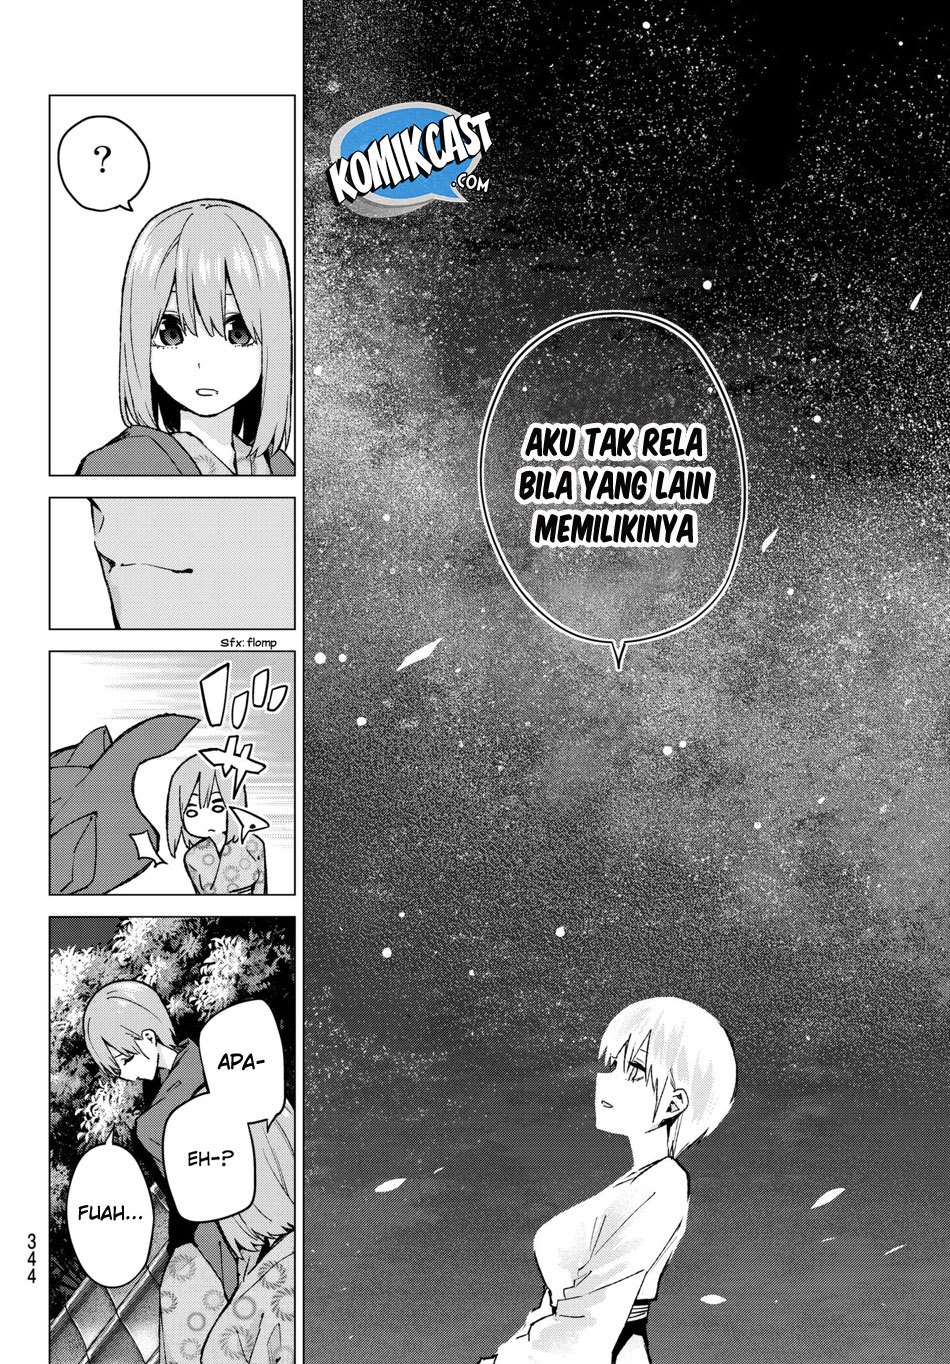 KOMIKCAST
.COM
AKU TAK RELA
BILA YANG LAIN
MEMILIKINYA
?
Sfx: flomp
APA-
EH-?
FUAH...
344